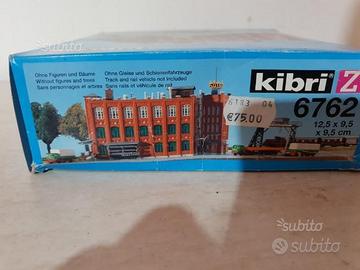 subito
Ohne Figuren und Bäume
Without figures and trees
Sans personnages et arbres
Ohne Gleise und Schienenfahrzeuge
Track and rail vehicle not included
Sans rails et véhicule de rail
kibri Z
6762
12,5 x 9,5
x 9,5 cm
6133 04
€75.00
subito
subito